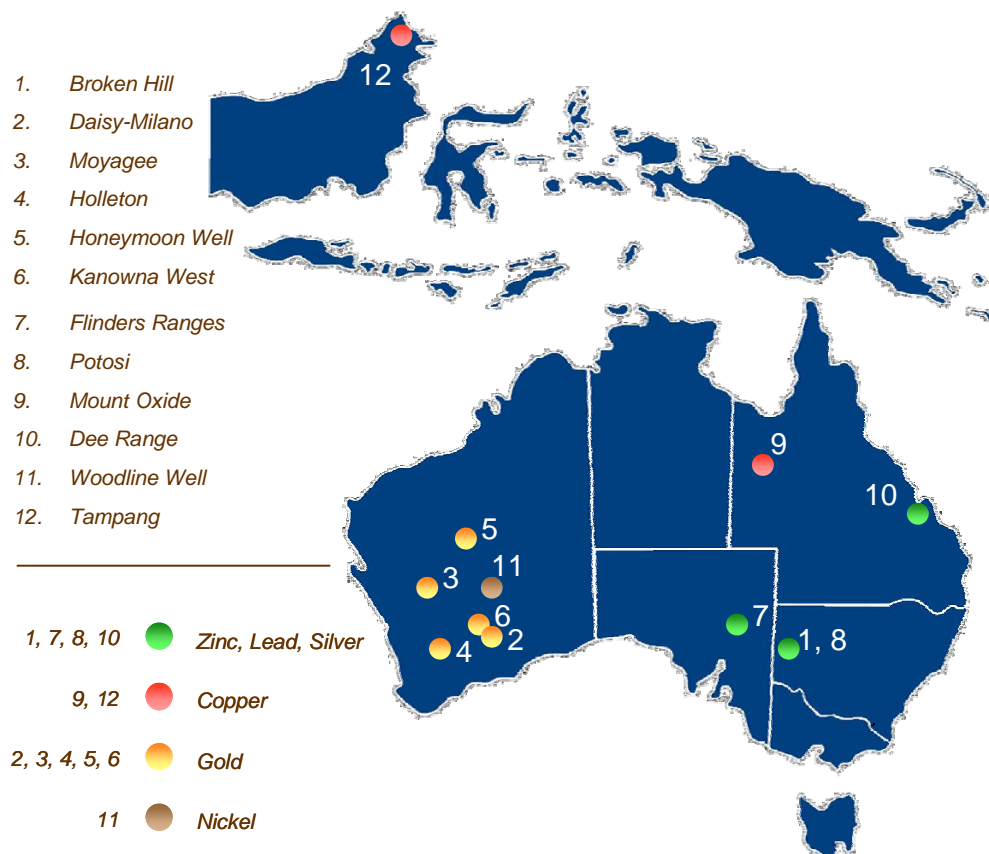 1. Broken Hill
2. Daisy-Milano
3. Moyagee
4. Holleton
5. Honeymoon Well
6. Kanowna West
7. Flinders Ranges
8. Potosi
9. Mount Oxide
10. Dee Range
11. Woodline Well
12. Tampang
1, 7, 8, 10 Zinc, Lead, Silver
9, 12 Copper
2, 3, 4, 5, 6 Gold
11 Nickel
12
9
10
5
3
11
6
2
4
7
1, 8